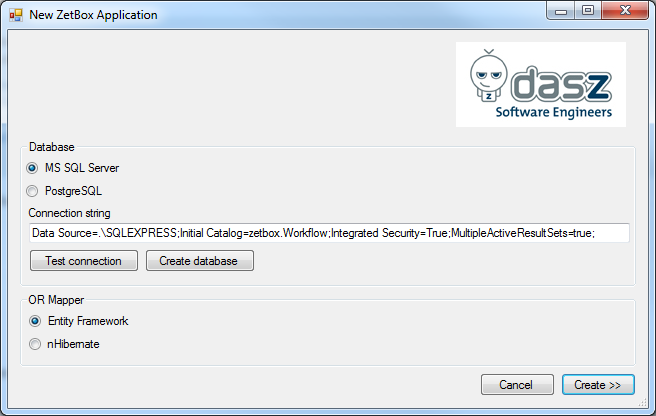 New ZetBox Application
dasz
z
Software Engineers
Database
MS SQL Server
PostgreSQL
Connection string
Data Source=.\SQLEXPRESS;Initial Catalog=zetbox.Workflow;Integrated Security=True;MultipleActiveResultSets=true;
Test connection Create database
OR Mapper
Entity Framework
nHibernate
Cancel Create >>